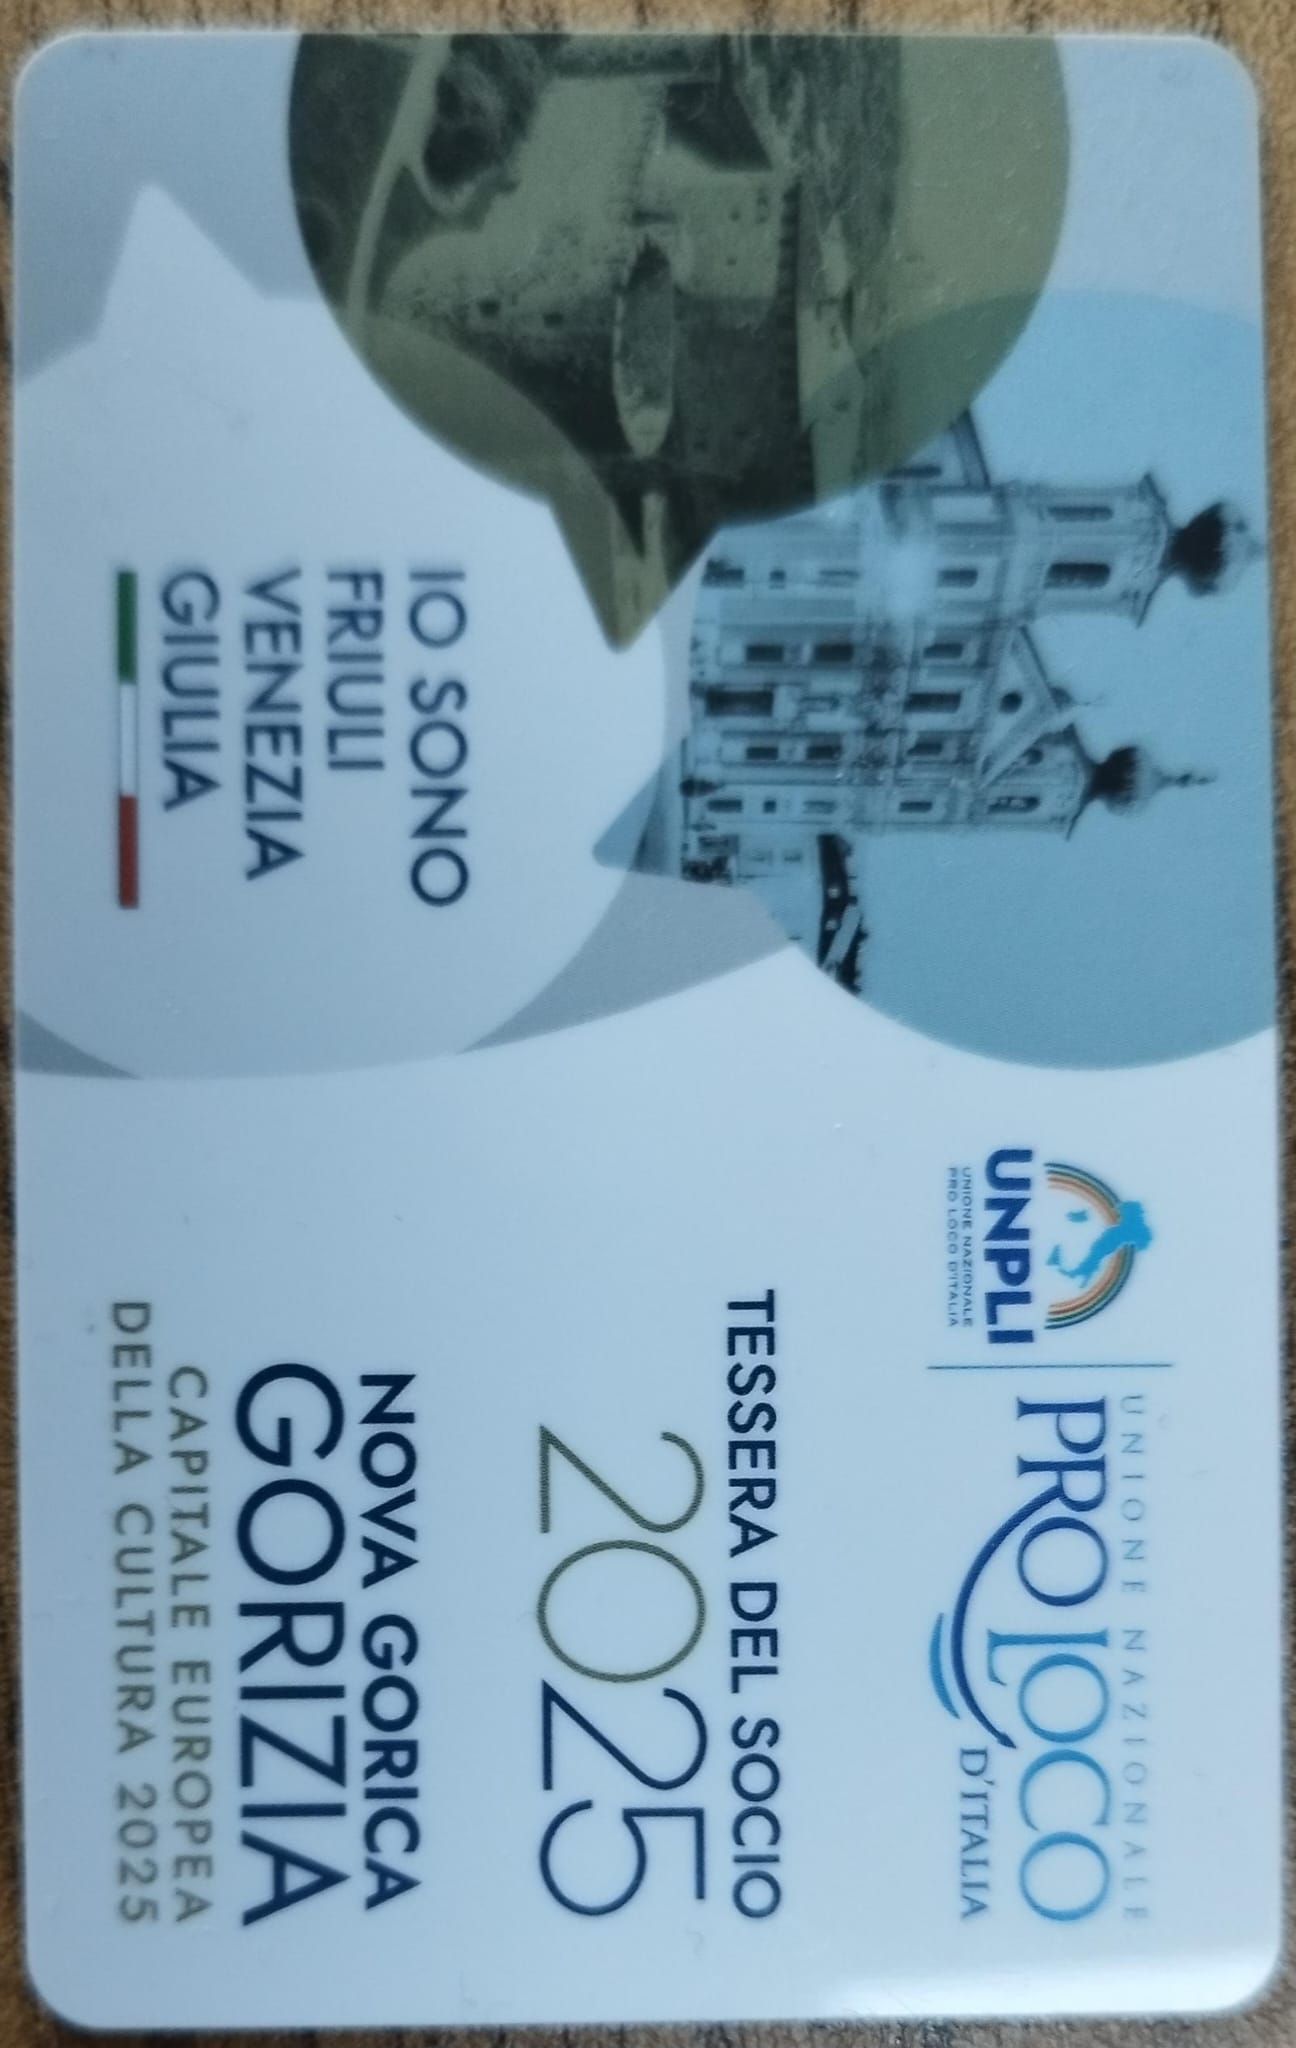 UNPLI
UNIONE NAZIONALE
PRO LOCO D'ITALIA
UNIONE NAZIONALE
PRO LOCO
D'ITALIA
TESSERA DEL SOCIO
2025
IO SONO
FRIULI
VENEZIA
GIULIA
NOVA GORICA
GORIZIA
CAPITALE EUROPEA
DELLA CULTURA 2025